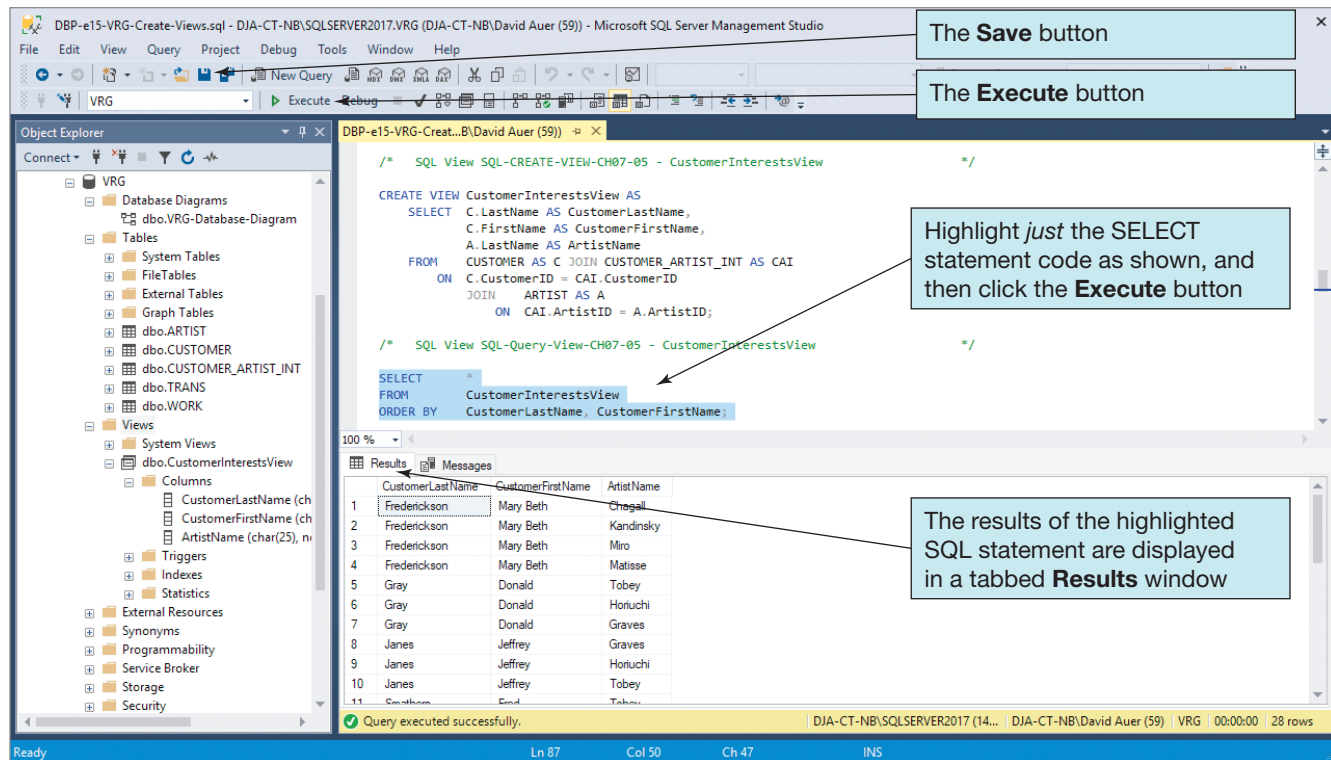 DBP-e15-VRG-Create-Views.sql - DJA-CT-NB\SQLSERVER2017.VRG (DJA-CT-NB\David Auer (59)) - Microsoft SQL Server Management Studio
The Save button
File Edit View Query Project Debug Tools Window Help
New Query
The Execute button
VRG Execute Debug
Object Explorer
Connect
VRG
Database Diagrams
dbo.VRG-Database-Diagram
Tables
System Tables
FileTables
External Tables
Graph Tables
dbo.ARTIST
dbo.CUSTOMER
dbo.CUSTOMER_ARTIST_INT
dbo.TRANS
dbo.WORK
Views
System Views
dbo.CustomerInterestsView
Columns
CustomerLastName (ch
CustomerFirstName (ch
ArtistName (char(25), n
Triggers
Indexes
Statistics
External Resources
Synonyms
Programmability
Service Broker
Storage
Security
DBP-e15-VRG-Creat...B\David Auer (59))
/* SQL View SQL-CREATE-VIEW-CH07-05 - CustomerInterestsView */
CREATE VIEW CustomerInterestsView AS
SELECT C.LastName AS CustomerLastName,
C.FirstName AS CustomerFirstName,
A.LastName AS ArtistName
FROM CUSTOMER AS C JOIN CUSTOMER_ARTIST_INT AS CAI
ON C.CustomerID = CAI.CustomerID
JOIN ARTIST AS A
ON CAI.ArtistID = A.ArtistID;
/* SQL View SQL-Query-View-CH07-05 - CustomerInterestsView */
SELECT *
FROM CustomerInterestsView
ORDER BY CustomerLastName, CustomerFirstName;
Highlight just the SELECT
statement code as shown, and
then click the Execute button
100 %
Results Messages
CustomerLastName CustomerFirstName ArtistName
1 Frederickson Mary Beth Chagall
2 Frederickson Mary Beth Kandinsky
3 Frederickson Mary Beth Miro
4 Frederickson Mary Beth Matisse
5 Gray Donald Tobey
6 Gray Donald Horiuchi
7 Gray Donald Graves
8 Janes Jeffrey Graves
9 Janes Jeffrey Horiuchi
10 Janes Jeffrey Tobey
11 Smathers Fred Tobey
The results of the highlighted
SQL statement are displayed
in a tabbed Results window
Query executed successfully. DJA-CT-NB\SQLSERVER2017 (14... DJA-CT-NB\David Auer (59) VRG 00:00:00 28 rows
Ready Ln 87 Col 50 Ch 47 INS